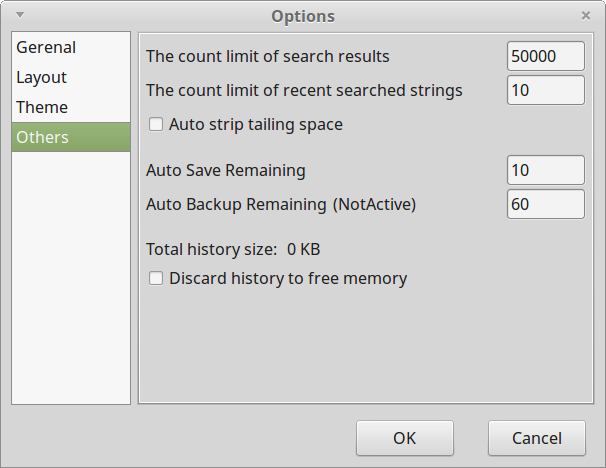 Options
Gerenal
Layout
Theme
Others
The count limit of search results 50000
The count limit of recent searched strings 10
Auto strip tailing space
Auto Save Remaining 10
Auto Backup Remaining (NotActive) 60
Total history size: 0 KB
Discard history to free memory
OK Cancel